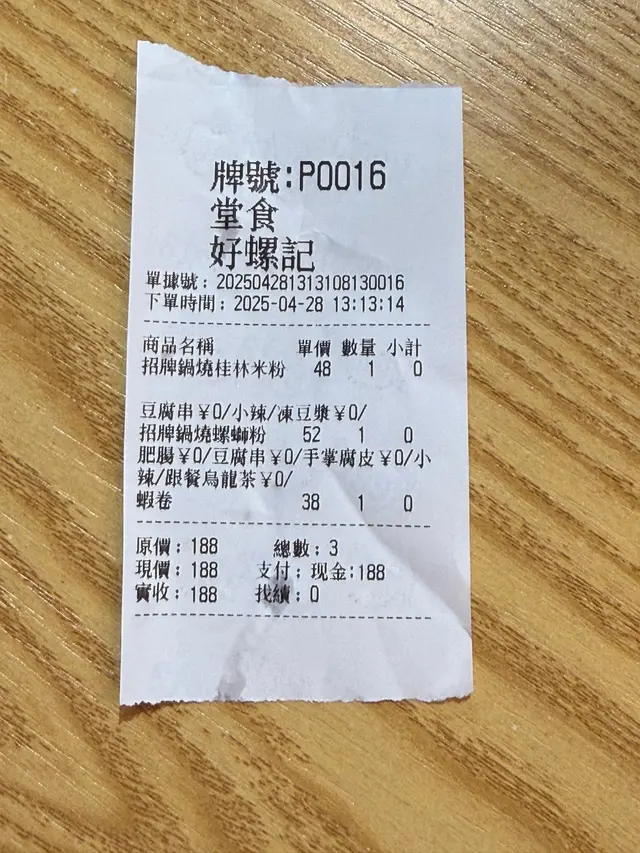 牌號:P0016
堂食
好螺記
單據號：202504281313108130016
下單時間：2025-04-28 13:13:14
商品名稱 單價 數量 小計
招牌鍋燒桂林米粉 48 1 0
豆腐串￥0/小辣/凍豆漿￥0/
招牌鍋燒螺螄粉 52 1 0
肥腸￥0/豆腐串￥0/手掌腐皮￥0/小
辣/跟餐烏龍茶￥0/
蝦卷 38 1 0
原價：188 總數：3
現價：188 支付：现金:188
實收：188 找續：0